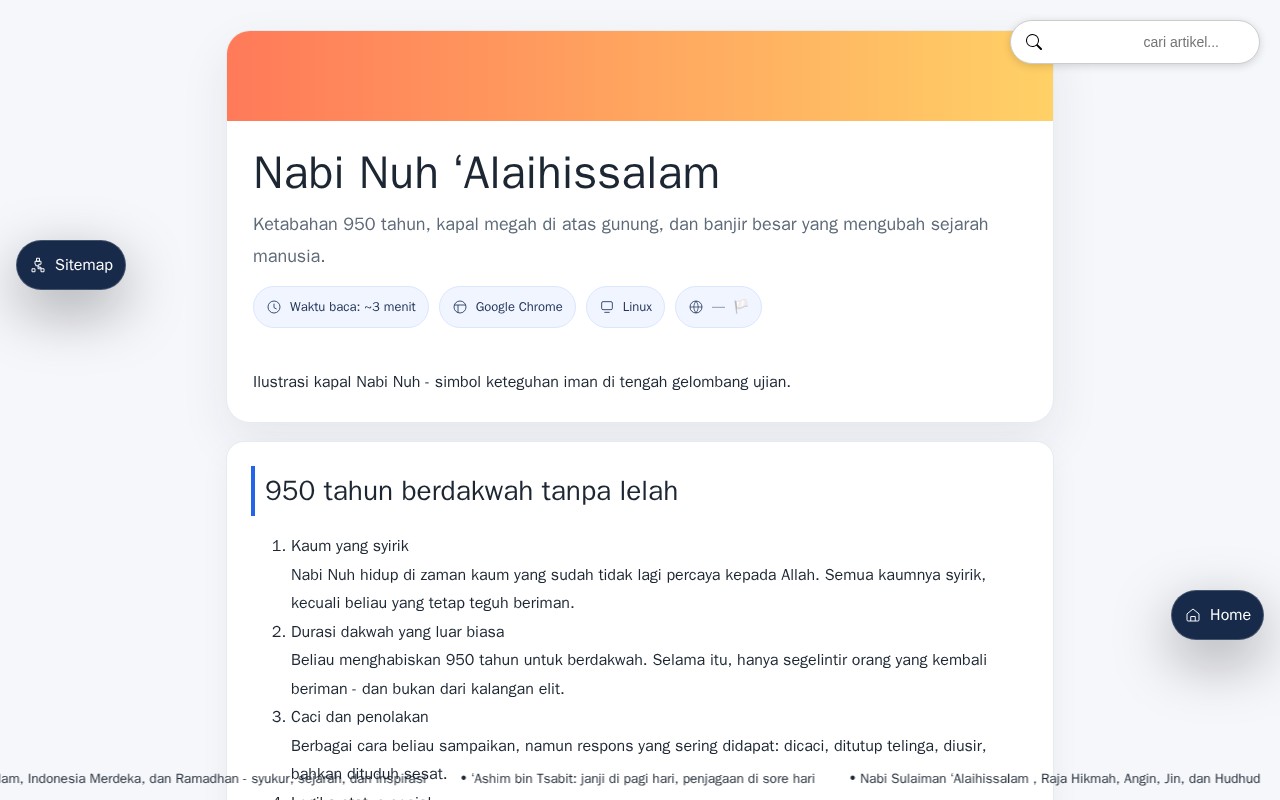 cari artikel...
Nabi Nuh ‘Alaihissalam
Ketabahan 950 tahun, kapal megah di atas gunung, dan banjir besar yang mengubah sejarah
manusia.
Sitemap
Waktu baca: ~3 menit
Google Chrome
Linux
—
Ilustrasi kapal Nabi Nuh - simbol keteguhan iman di tengah gelombang ujian.
950 tahun berdakwah tanpa lelah
1. Kaum yang syirik
Nabi Nuh hidup di zaman kaum yang sudah tidak lagi percaya kepada Allah. Semua kaumnya syirik,
kecuali beliau yang tetap teguh beriman.
Home
2. Durasi dakwah yang luar biasa
Beliau menghabiskan 950 tahun untuk berdakwah. Selama itu, hanya segelintir orang yang kembali
beriman - dan bukan dari kalangan elit.
3. Caci dan penolakan
Berbagai cara beliau sampaikan, namun respons yang sering didapat: dicaci, ditutup telinga, diusir,
bahkan dituduh sesat.
lam, Indonesia Merdeka, dan Ramadhan - syukur, sejarah, dan inspirasi • ‘Ashim bin Tsabit: janji di pagi hari, penjagaan di sore hari • Nabi Sulaiman ‘Alaihissalam , Raja Hikmah, Angin, Jin, dan Hudhud